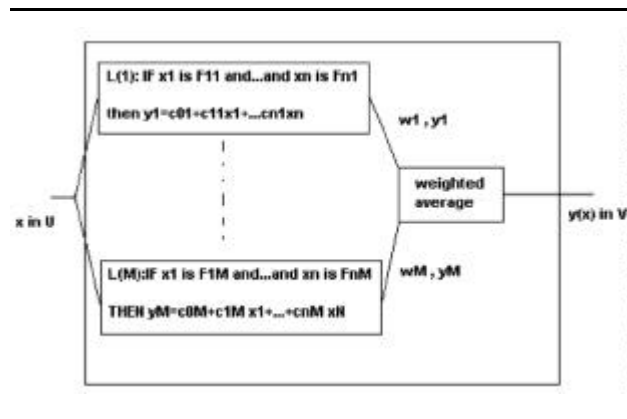 L(1): IF x1 is F11 and...and xn is Fn1
then y1=c01+c11x1+...cn1xn
w1 , y1
weighted
average
x in U
y(x) in V
L(M):IF x1 is F1M and...and xn is FnM
wM , yM
THEN yM=c0M+c1M x1+...+cnM xN